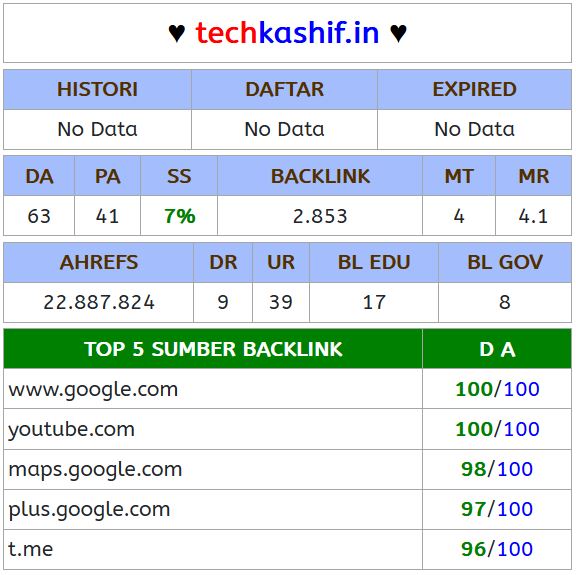 ♥ techkashif.in ♥
HISTORI DAFTAR EXPIRED
No Data No Data No Data
DA PA SS BACKLINK MT MR
63 41 7% 2.853 4 4.1
AHREFS DR UR BL EDU BL GOV
22.887.824 9 39 17 8
TOP 5 SUMBER BACKLINK D A
www.google.com 100/100
youtube.com 100/100
maps.google.com 98/100
plus.google.com 97/100
t.me 96/100